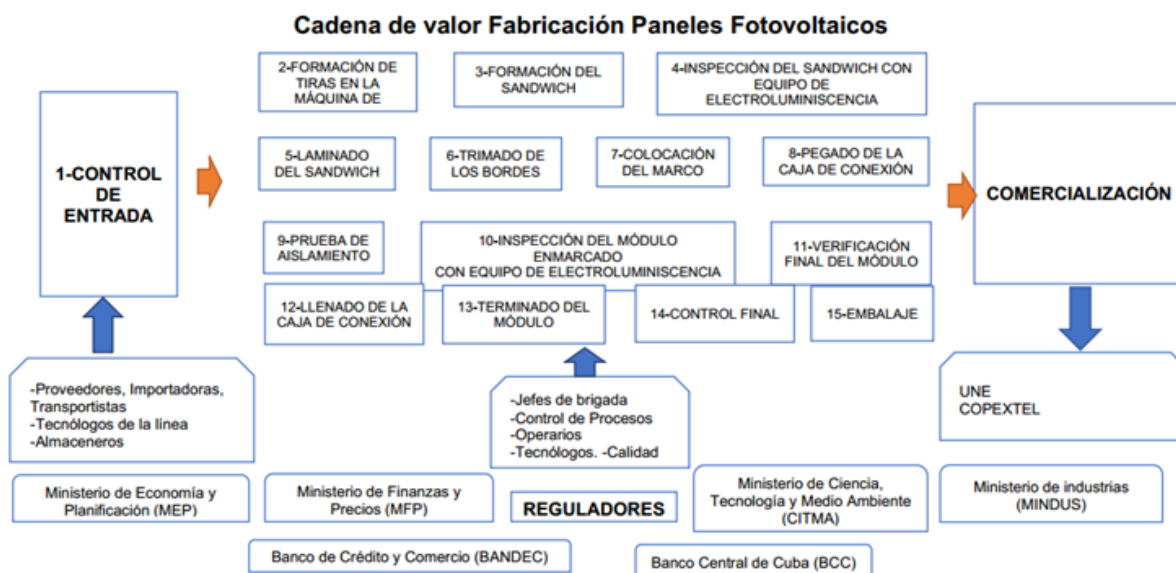 Cadena de valor Fabricación Paneles Fotovoltaicos
1-CONTROL
DE
ENTRADA
2-FORMACIÓN DE
TIRAS EN LA
MÁQUINA DE
3-FORMACIÓN DEL
SANDWICH
4-INSPECCIÓN DEL SANDWICH CON
EQUIPO DE
ELECTROLUMINISCENCIA
5-LAMINADO
DEL SANDWICH
6-TRIMADO DE
LOS BORDES
7-COLOCACIÓN
DEL MARCO
8-PEGADO DE LA
CAJA DE CONEXIÓN
9-PRUEBA DE
AISLAMIENTO
10-INSPECCIÓN DEL MÓDULO
ENMARCADO
CON EQUIPO DE ELECTROLUMINISCENCIA
11-VERIFICACIÓN
FINAL DEL MÓDULO
12-LLENADO DE LA
CAJA DE CONEXIÓN
13-TERMINADO DEL
MÓDULO
14-CONTROL FINAL
15-EMBALAJE
COMERCIALIZACIÓN
-Proveedores, Importadoras,
Transportistas
-Tecnólogos de la línea
-Almaceneros
-Jefes de brigada
-Control de Procesos
-Operarios
-Tecnólogos. -Calidad
UNE
COPEXTEL
Ministerio de Economía y
Planificación (MEP)
Ministerio de Finanzas y
Precios (MFP)
REGULADORES
Ministerio de Ciencia,
Tecnología y Medio Ambiente
(CITMA)
Ministerio de industrias
(MINDUS)
Banco de Crédito y Comercio (BANDEC)
Banco Central de Cuba (BCC)